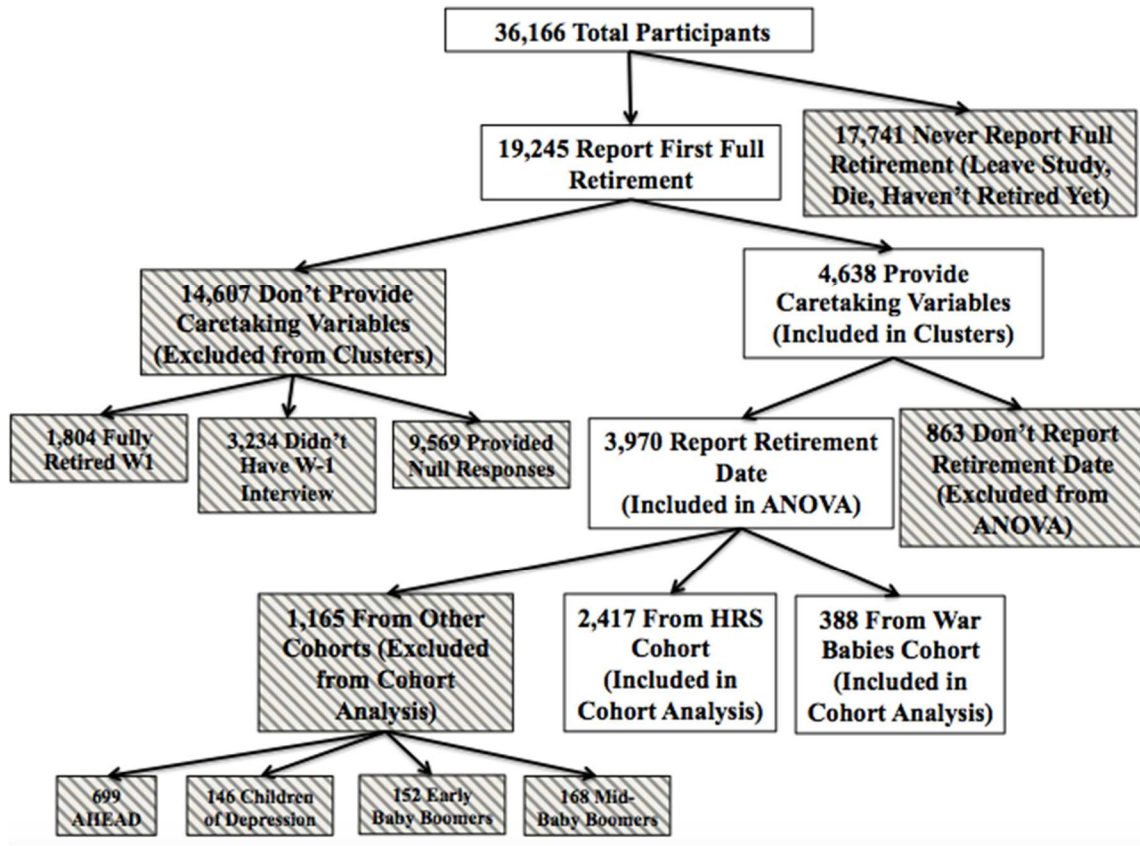 36,166 Total Participants
19,245 Report First Full
Retirement
17,741 Never Report Full
Retirement (Leave Study,
Die, Haven't Retired Yet)
14,607 Don't Provide
Caretaking Variables
(Excluded from Clusters)
4,638 Provide
Caretaking Variables
(Included in Clusters)
1,804 Fully
Retired W1
3,234 Didn't
Have W-1
Interview
9,569 Provided
Null Responses
3,970 Report Retirement
Date
(Included in ANOVA)
863 Don't Report
Retirement Date
(Excluded from
ANOVA)
1,165 From Other
Cohorts (Excluded
from Cohort
Analysis)
2,417 From HRS
Cohort
(Included in
Cohort Analysis)
388 From War
Babies Cohort
(Included in
Cohort Analysis)
699
AHEAD
146 Children
of Depression
152 Early
Baby Boomers
168 Mid-
Baby Boomers